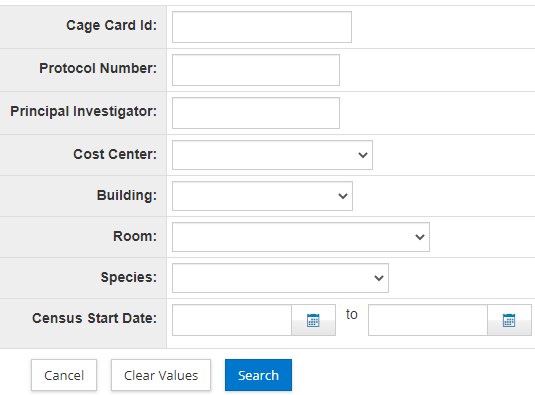 Cage Card Id:
Protocol Number:
Principal Investigator:
Cost Center:
Building:
Room:
Species:
Census Start Date: to
Cancel Clear Values Search